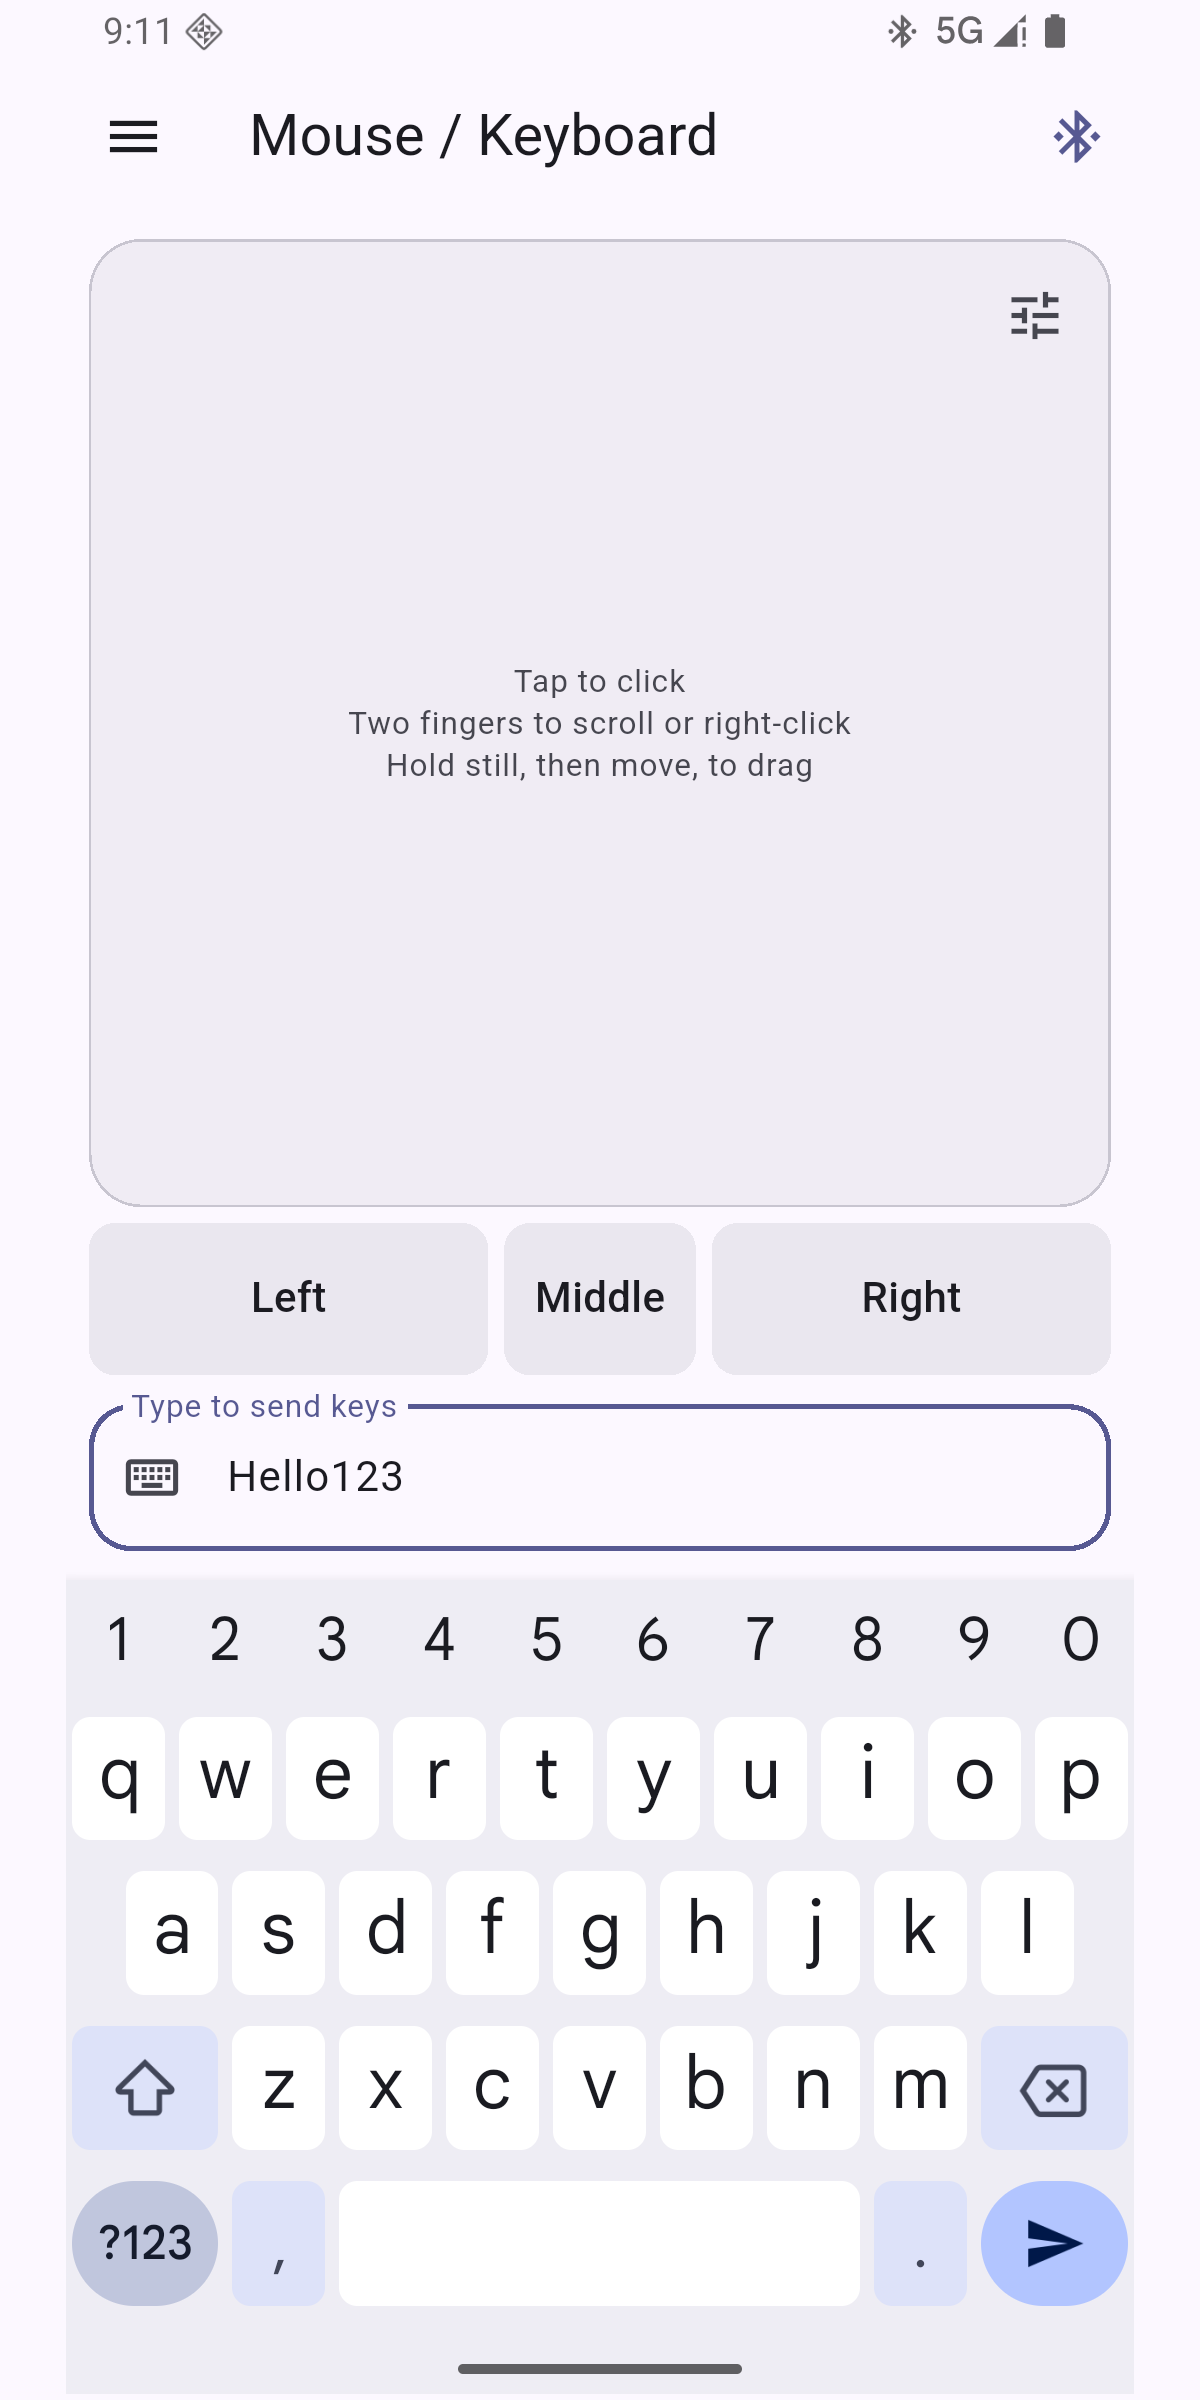 9:11 5G
Mouse / Keyboard
Tap to click
Two fingers to scroll or right-click
Hold still, then move, to drag
Left Middle Right
Type to send keys
Hello123
1 2 3 4 5 6 7 8 9 0
q w e r t y u i o p
a s d f g h j k l
z x c v b n m
?123 , .